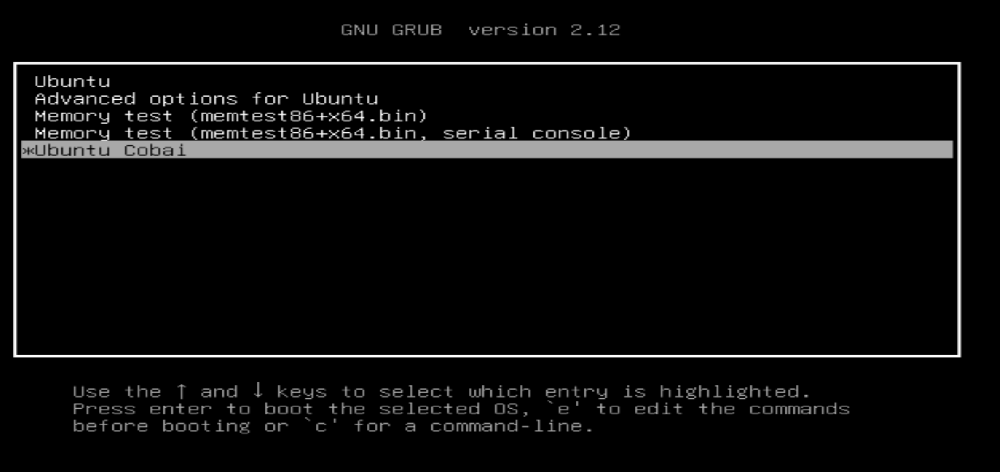 GNU GRUB  version 2.12
Ubuntu
Advanced options for Ubuntu
Memory test (memtest86+x64.bin)
Memory test (memtest86+x64.bin, serial console)
*Ubuntu Cobai
Use the ↑ and ↓ keys to select which entry is highlighted.
Press enter to boot the selected OS, `e' to edit the commands
before booting or `c' for a command-line.